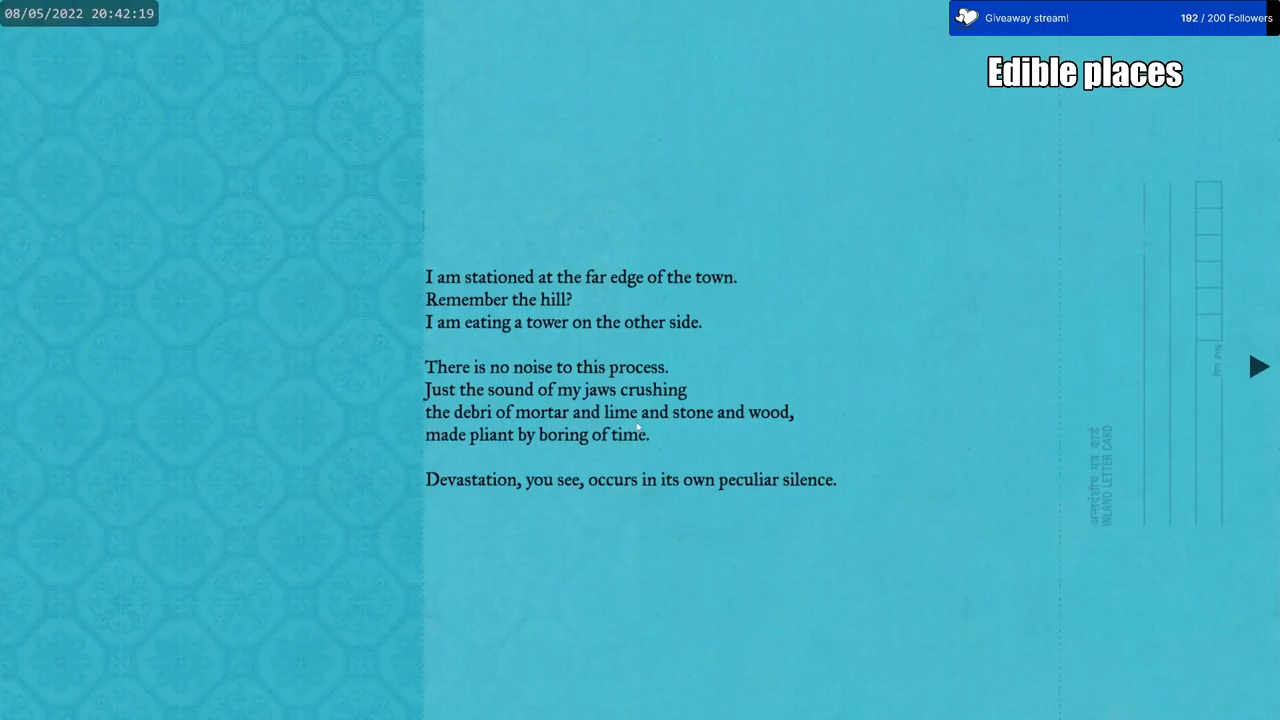 08/05/2022 20:42:19
Giveaway stream!
192 / 200 Followers
Edible places
I am stationed at the far edge of the town.
Remember the hill?
I am eating a tower on the other side.
There is no noise to this process.
Just the sound of my jaws crushing
the debri of mortar and lime and stone and wood,
made pliant by boring of time.
Devastation, you see, occurs in its own peculiar silence.
अन्तर्देशीय पत्र कार्ड
INLAND LETTER CARD